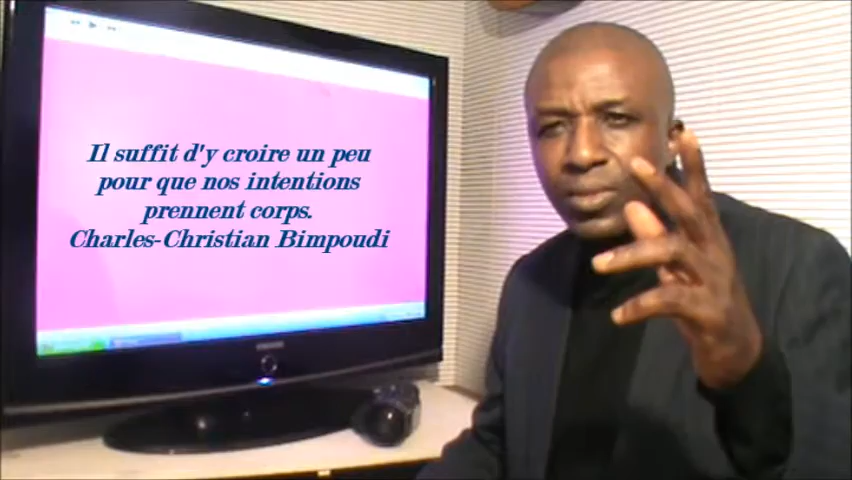 Il suffit d'y croire un peu
pour que nos intentions
prennent corps.
Charles-Christian Bimpoudi